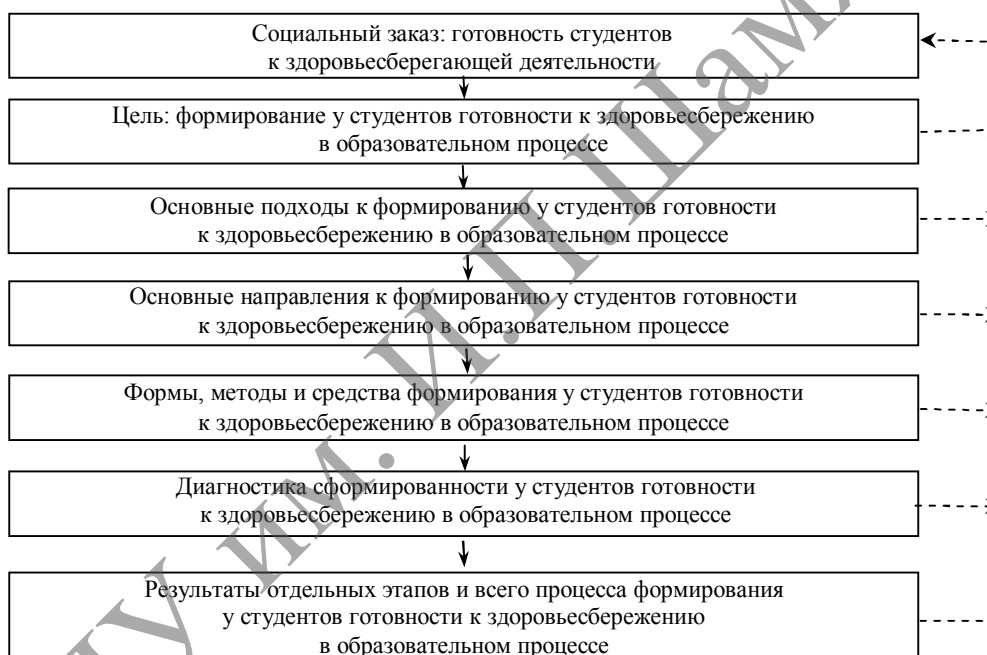 Социальный заказ: готовность студентов
к здоровьесберегающей деятельности
Цель: формирование у студентов готовности к здоровьесбережению
в образовательном процессе
Основные подходы к формированию у студентов готовности
к здоровьесбережению в образовательном процессе
Основные направления к формированию у студентов готовности
к здоровьесбережению в образовательном процессе
Формы, методы и средства формирования у студентов готовности
к здоровьесбережению в образовательном процессе
Диагностика сформированности у студентов готовности
к здоровьесбережению в образовательном процессе
Результаты отдельных этапов и всего процесса формирования
у студентов готовности к здоровьесбережению
в образовательном процессе
им. И.П.